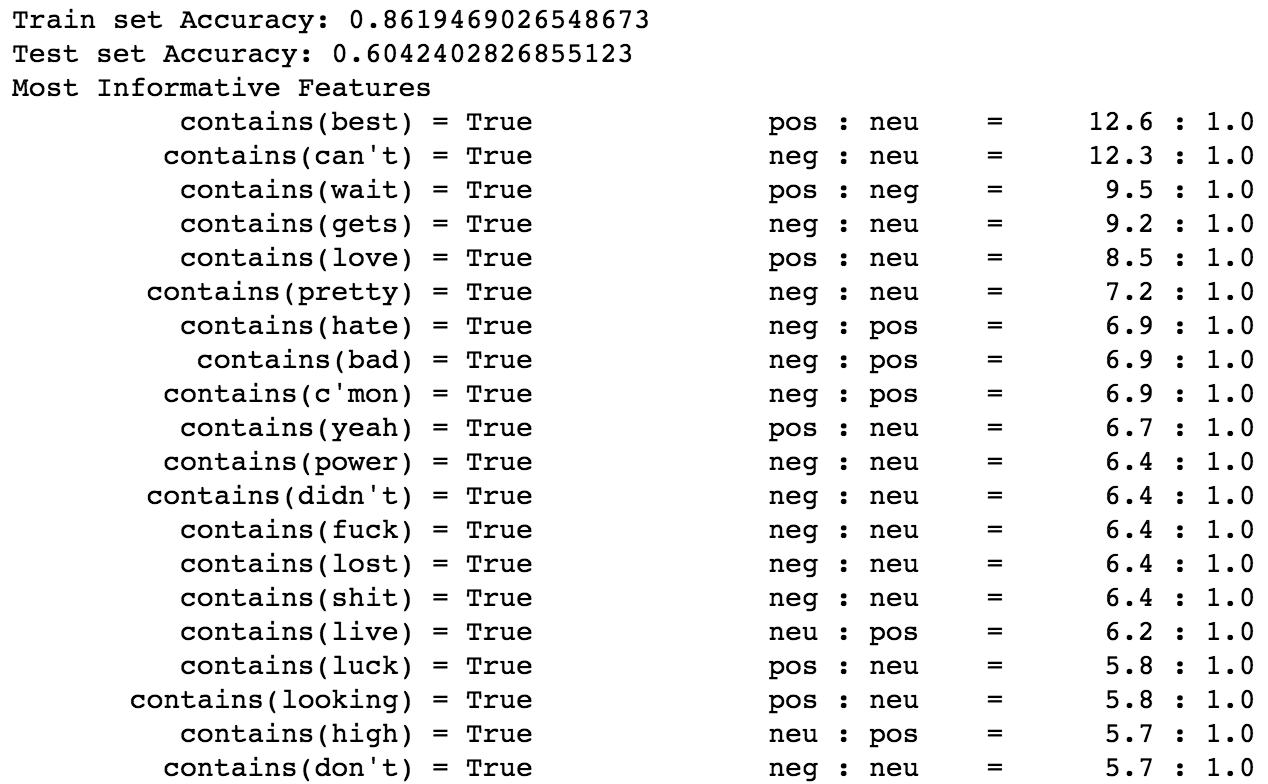 Train set Accuracy: 0.8619469026548673
Test set Accuracy: 0.6042402826855123
Most Informative Features
contains(best) = True pos : neu = 12.6 : 1.0
contains(can't) = True neg : neu = 12.3 : 1.0
contains(wait) = True pos : neg = 9.5 : 1.0
contains(gets) = True neg : neu = 9.2 : 1.0
contains(love) = True pos : neu = 8.5 : 1.0
contains(pretty) = True neg : neu = 7.2 : 1.0
contains(hate) = True neg : pos = 6.9 : 1.0
contains(bad) = True neg : pos = 6.9 : 1.0
contains(c'mon) = True neg : pos = 6.9 : 1.0
contains(yeah) = True pos : neu = 6.7 : 1.0
contains(power) = True neg : neu = 6.4 : 1.0
contains(didn't) = True neg : neu = 6.4 : 1.0
contains(fuck) = True neg : neu = 6.4 : 1.0
contains(lost) = True neg : neu = 6.4 : 1.0
contains(shit) = True neg : neu = 6.4 : 1.0
contains(live) = True neu : pos = 6.2 : 1.0
contains(luck) = True pos : neu = 5.8 : 1.0
contains(looking) = True pos : neu = 5.8 : 1.0
contains(high) = True neu : pos = 5.7 : 1.0
contains(don't) = True neg : neu = 5.7 : 1.0